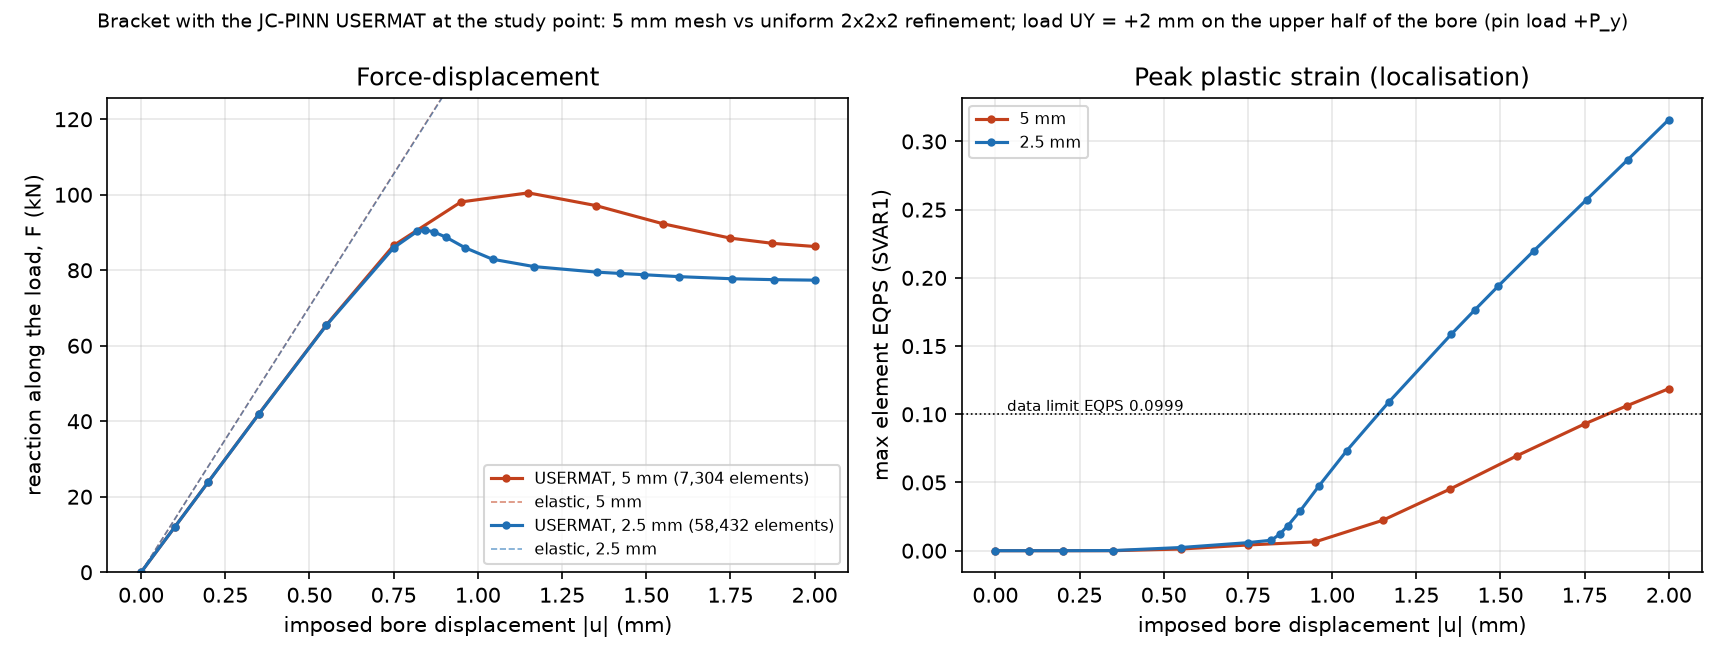 Bracket with the JC-PINN USERMAT at the study point: 5 mm mesh vs uniform 2x2x2 refinement; load UY = +2 mm on the upper half of the bore (pin load +P_y)
Force-displacement
reaction along the load, F (kN)
120
100
80
60
40
20
0
0.00 0.25 0.50 0.75 1.00 1.25 1.50 1.75 2.00
imposed bore displacement |u| (mm)
USERMAT, 5 mm (7,304 elements)
elastic, 5 mm
USERMAT, 2.5 mm (58,432 elements)
elastic, 2.5 mm
Peak plastic strain (localisation)
max element EQPS (SVAR1)
0.30
0.25
0.20
0.15
0.10
0.05
0.00
0.00 0.25 0.50 0.75 1.00 1.25 1.50 1.75 2.00
imposed bore displacement |u| (mm)
5 mm
2.5 mm
data limit EQPS 0.0999